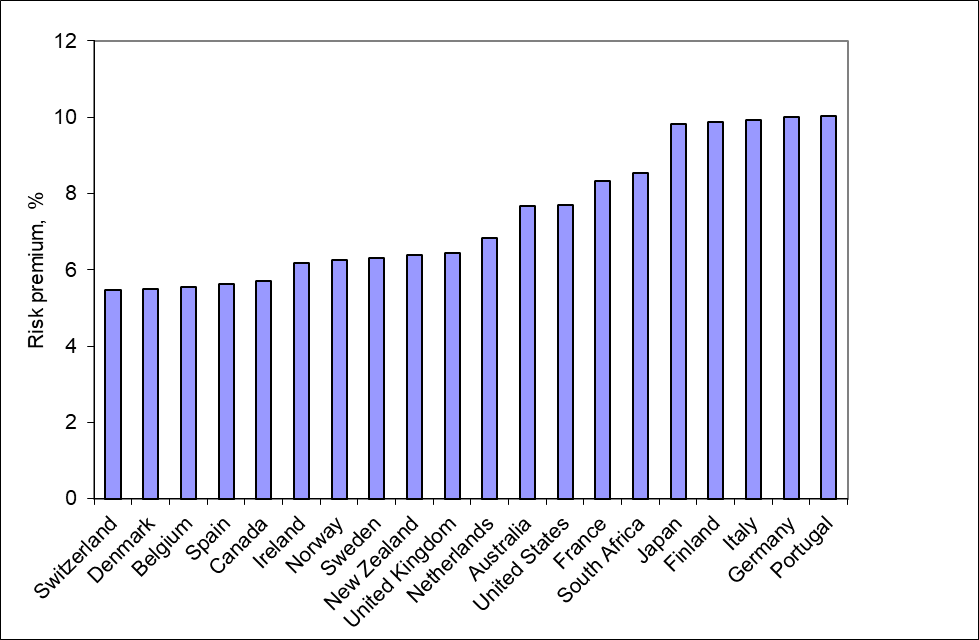 12
10
8
6
4
2
0
Risk premium, %
Switzerland
Denmark
Belgium
Spain
Canada
Ireland
Norway
Sweden
New Zealand
United Kingdom
Netherlands
Australia
United States
France
South Africa
Japan
Finland
Italy
Germany
Portugal